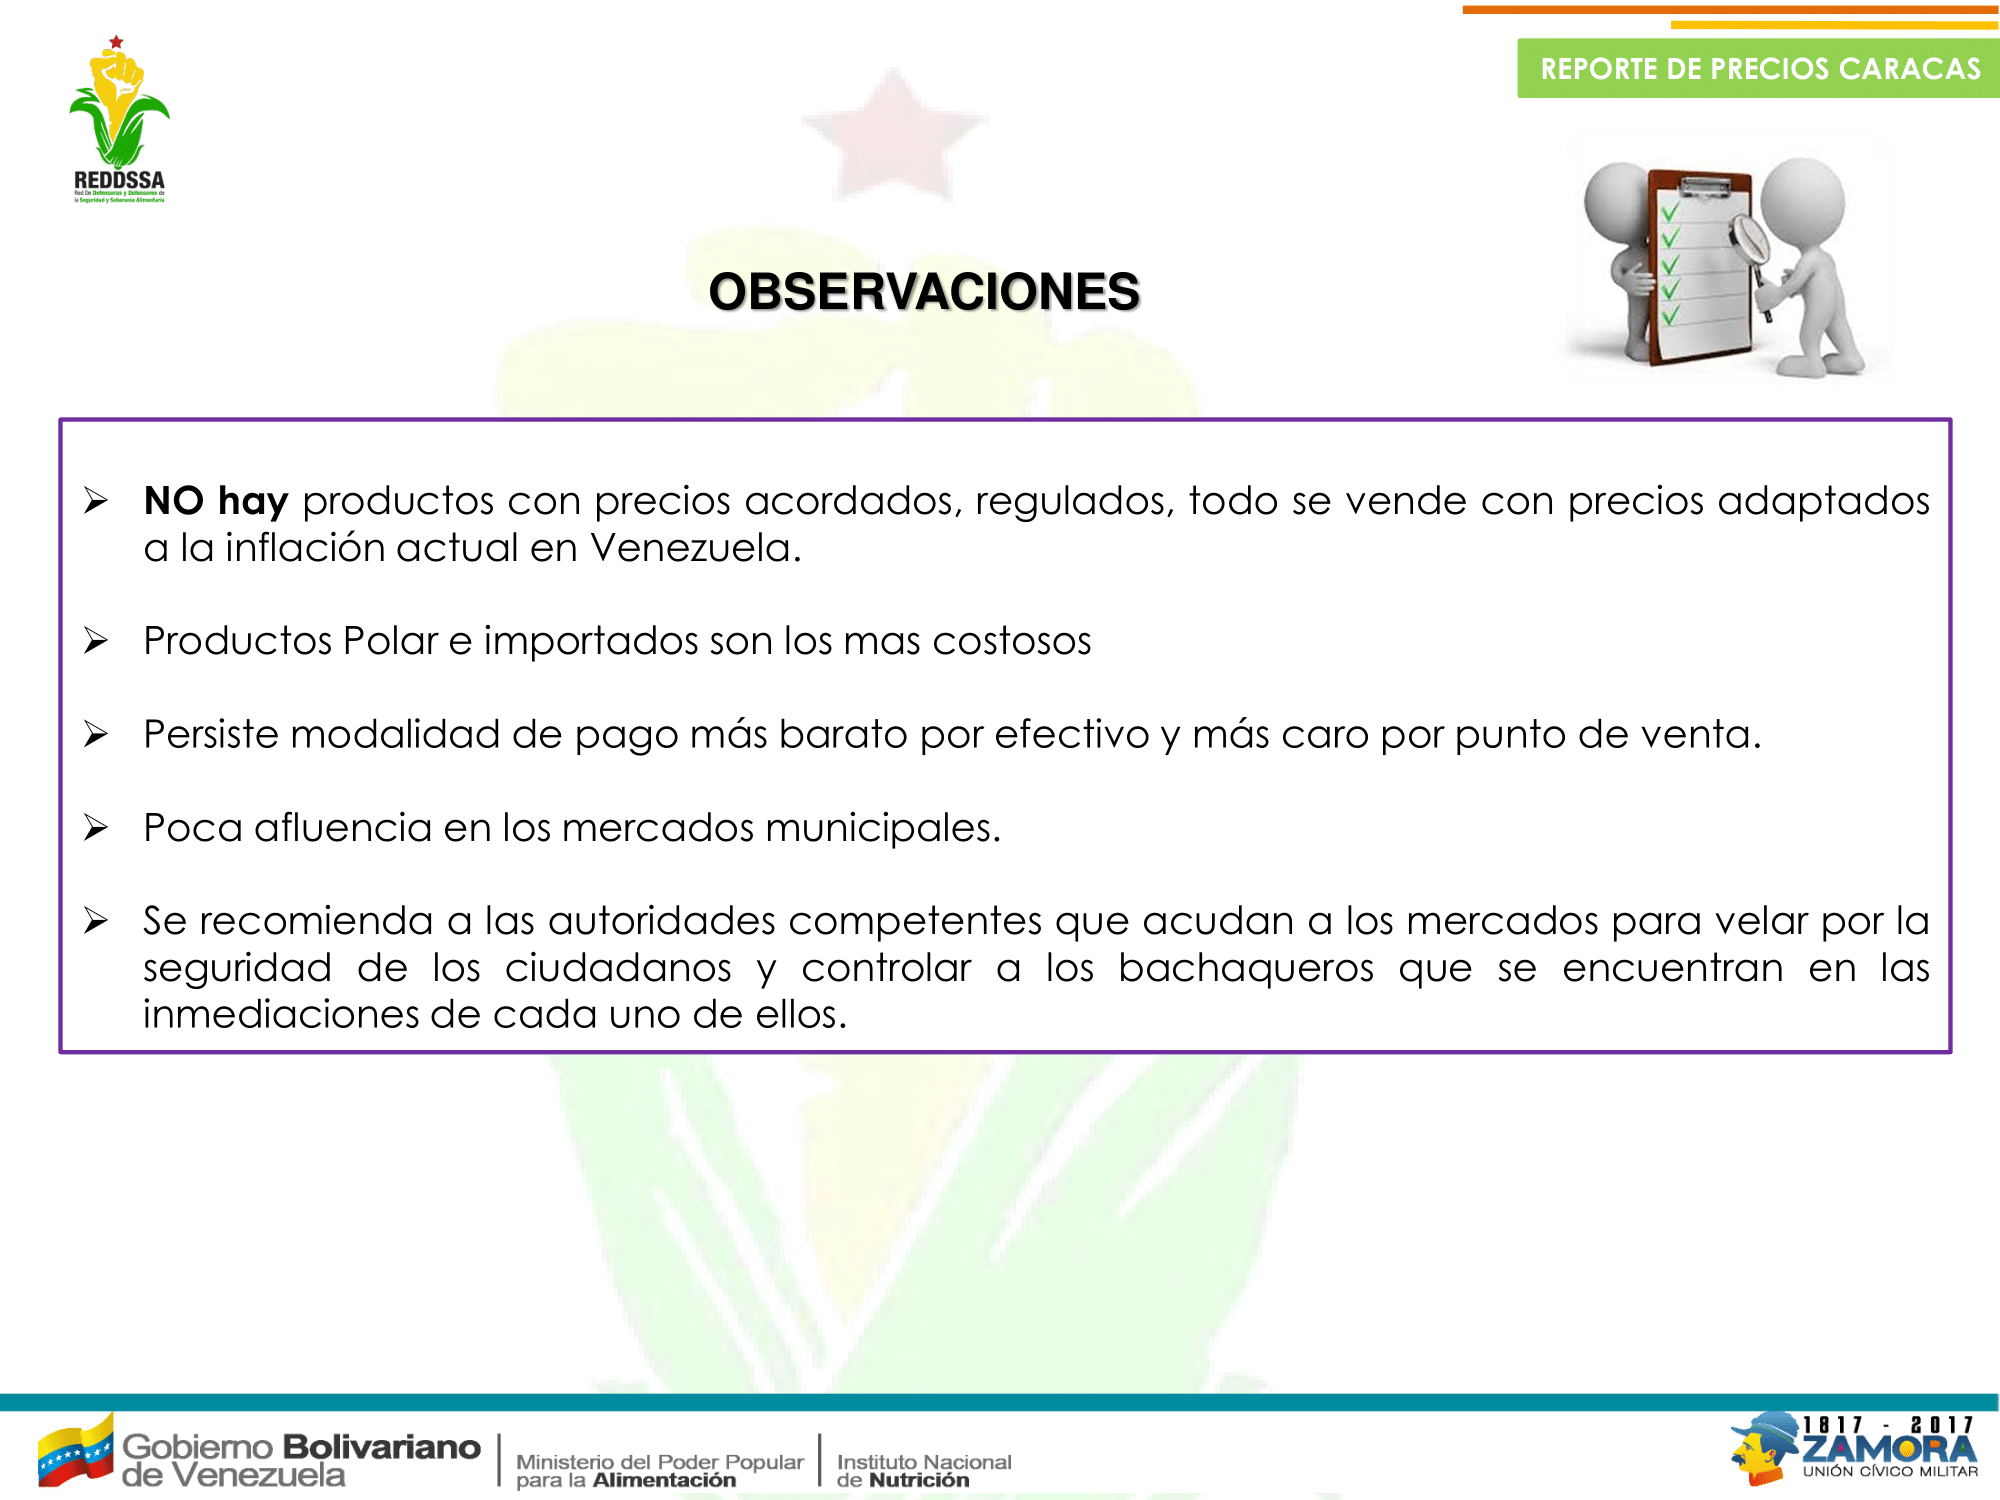 REPORTE DE PRECIOS CARACAS
REDDSSA
Red De Defensoras y Defensores de
la Seguridad y Soberanía Alimentaria
OBSERVACIONES
➢ NO hay productos con precios acordados, regulados, todo se vende con precios adaptados
a la inflación actual en Venezuela.
➢ Productos Polar e importados son los mas costosos
➢ Persiste modalidad de pago más barato por efectivo y más caro por punto de venta.
➢ Poca afluencia en los mercados municipales.
➢ Se recomienda a las autoridades competentes que acudan a los mercados para velar por la
seguridad de los ciudadanos y controlar a los bachaqueros que se encuentran en las
inmediaciones de cada uno de ellos.
Gobierno Bolivariano
de Venezuela
Ministerio del Poder Popular
para la Alimentación
Instituto Nacional
de Nutrición
1817 - 2017
ZAMORA
UNIÓN CÍVICO MILITAR